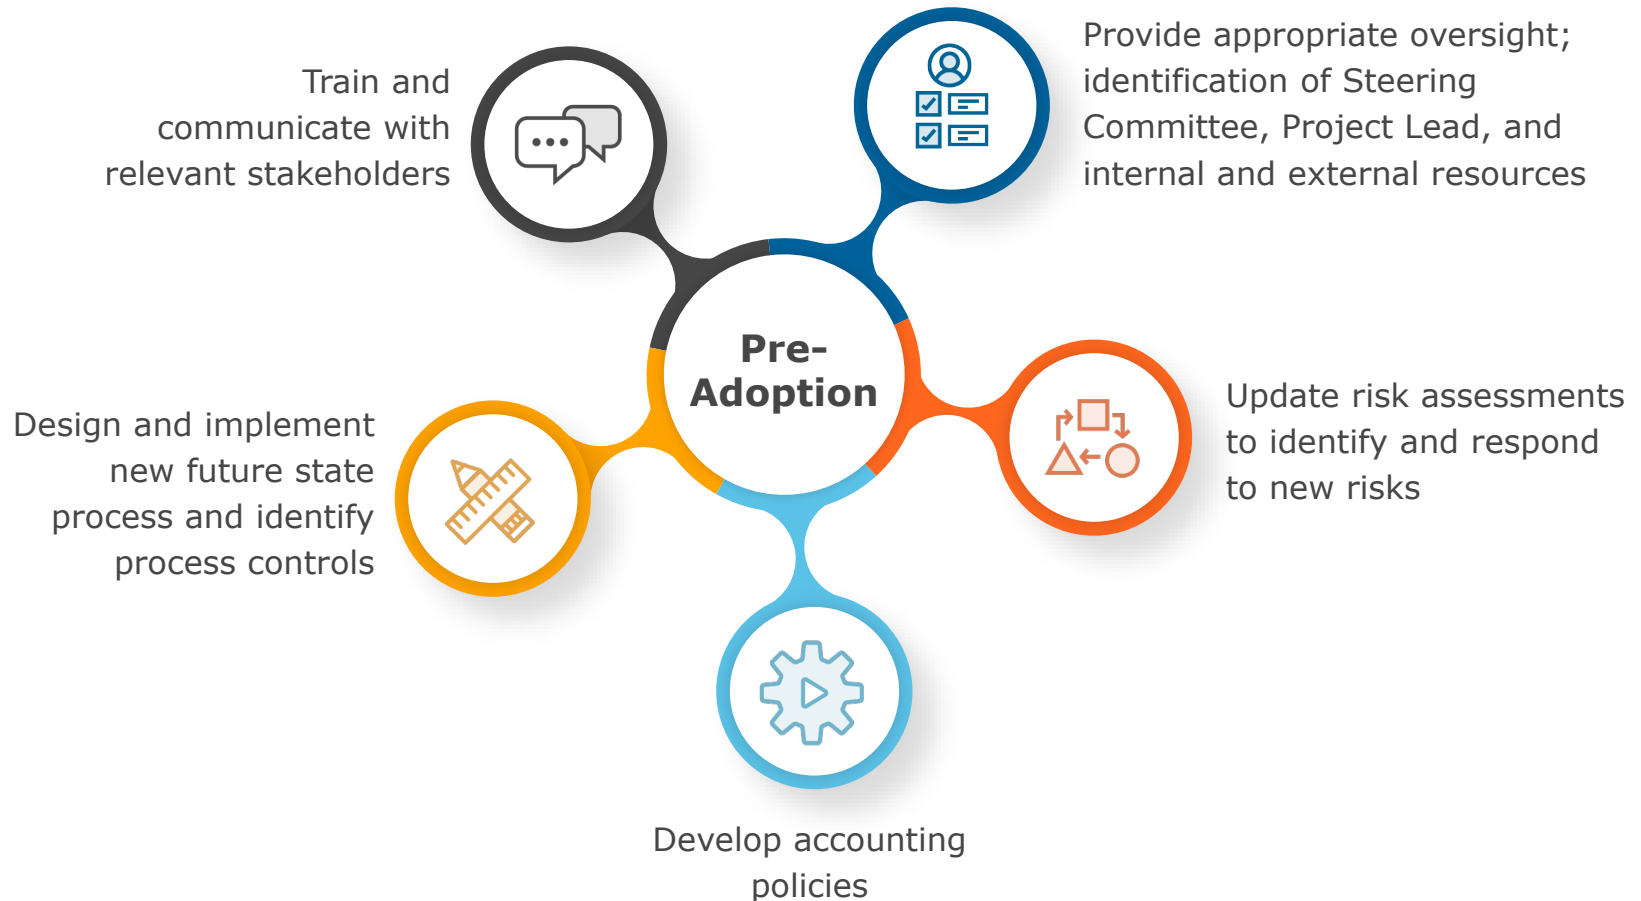 Train and
communicate with
relevant stakeholders
Provide appropriate oversight;
identification of Steering
Committee, Project Lead, and
internal and external resources
Pre-
Adoption
Update risk assessments
to identify and respond
to new risks
Design and implement
new future state
process and identify
process controls
Develop accounting
policies